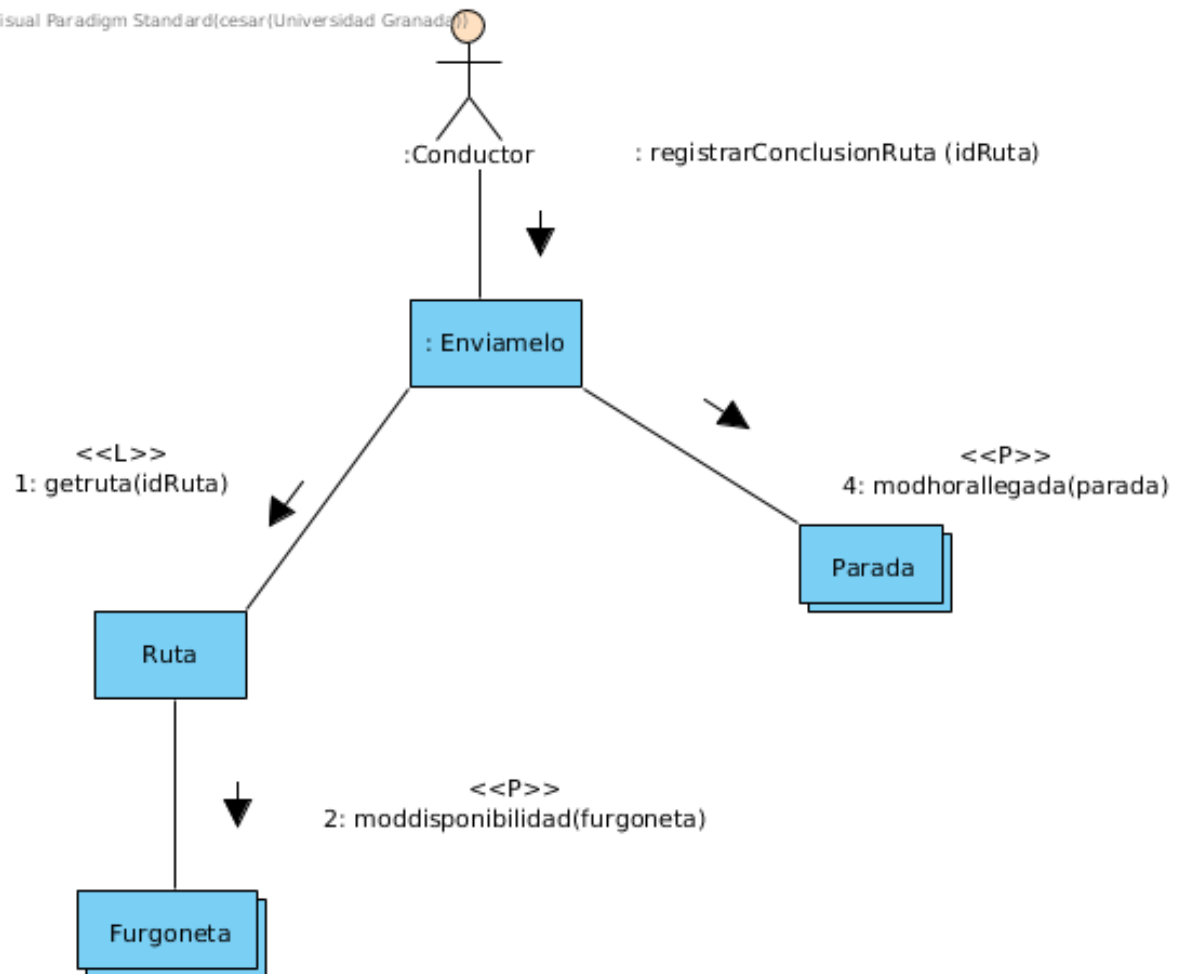 isual Paradigm Standard(cesar(Universidad Granada))
:Conductor
: registrarConclusionRuta (idRuta)
: Enviamelo
<<L>>
1: getruta(idRuta)
<<P>>
4: modhorallegada(parada)
Parada
Ruta
<<P>>
2: moddisponibilidad(furgoneta)
Furgoneta